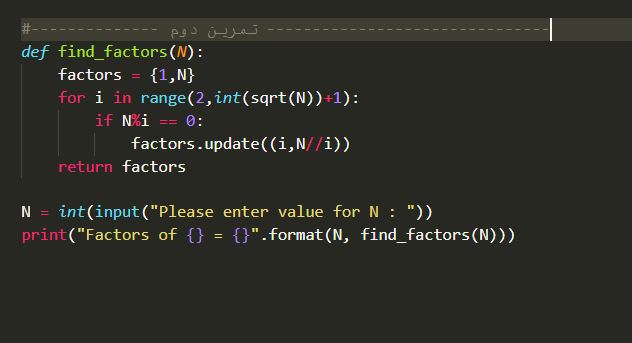 #-------------- تمرین دوم -------------------------------
def find_factors(N):
    factors = {1,N}
    for i in range(2,int(sqrt(N))+1):
        if N%i == 0:
            factors.update((i,N//i))
    return factors
N = int(input("Please enter value for N : "))
print("Factors of {} = {}".format(N, find_factors(N)))